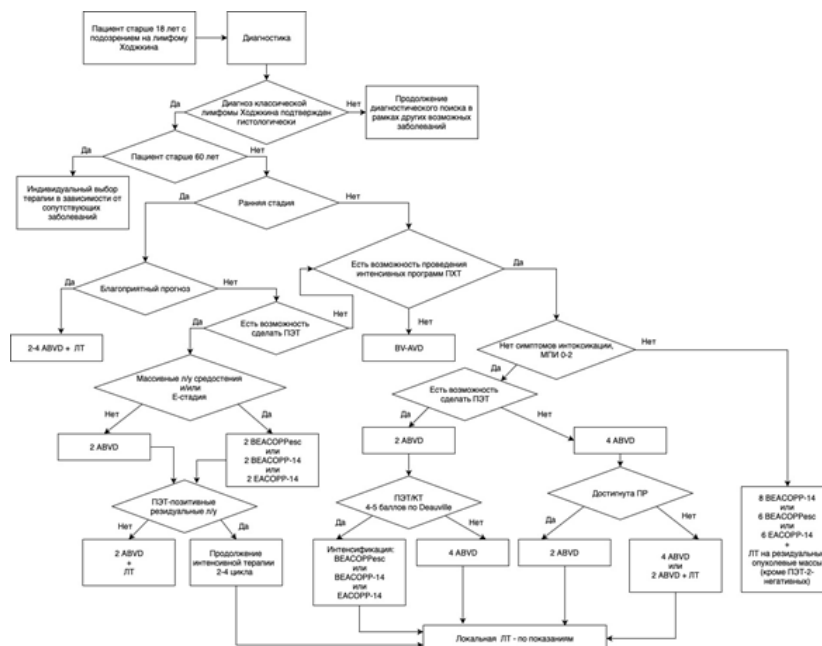 Пациент старше 18 лет с
подозрением на лимфому
Ходжкина
Диагностика
Диагноз классической
лимфомы Ходжкина подтвержден
гистологически
Да
Нет
Продолжение
диагностического поиска в
рамках других возможных
заболеваний
Пациент старше 60 лет
Да
Нет
Индивидуальный выбор
терапии в зависимости от
сопутствующих
заболеваний
Ранняя стадия
Да
Нет
Есть возможность проведения
интенсивных программ ПХТ
Да
Нет
Благоприятный прогноз
Да
Нет
2-4 ABVD + ЛТ
Есть возможность
сделать ПЭТ
Да
Нет
BV-AVD
Нет симптомов интоксикации,
МПИ 0-2
Да
Нет
Массивные л/у средостения
и/или
Е-стадия
Нет
Да
Есть возможность
сделать ПЭТ
Да
Нет
2 ABVD
2 BEACOPPesc
или
2 BEACOPP-14
или
2 EACOPP-14
2 ABVD
4 ABVD
ПЭТ-позитивные
резидуальные л/у
Нет
Да
ПЭТ/КТ
4-5 баллов по Deauville
Да
Нет
Достигнута ПР
Да
Нет
8 BEACOPP-14
или
6 BEACOPPesc
или
6 EACOPP-14
+
ЛТ на резидуальные
опухолевые массы
(кроме ПЭТ-2-
негативных)
2 ABVD
+
ЛТ
Продолжение
интенсивной терапии
2-4 цикла
Интенсификация:
BEACOPPesc
или
BEACOPP-14
или
EACOPP-14
4 ABVD
2 ABVD
4 ABVD
или
2 ABVD + ЛТ
Локальная ЛТ - по показаниям